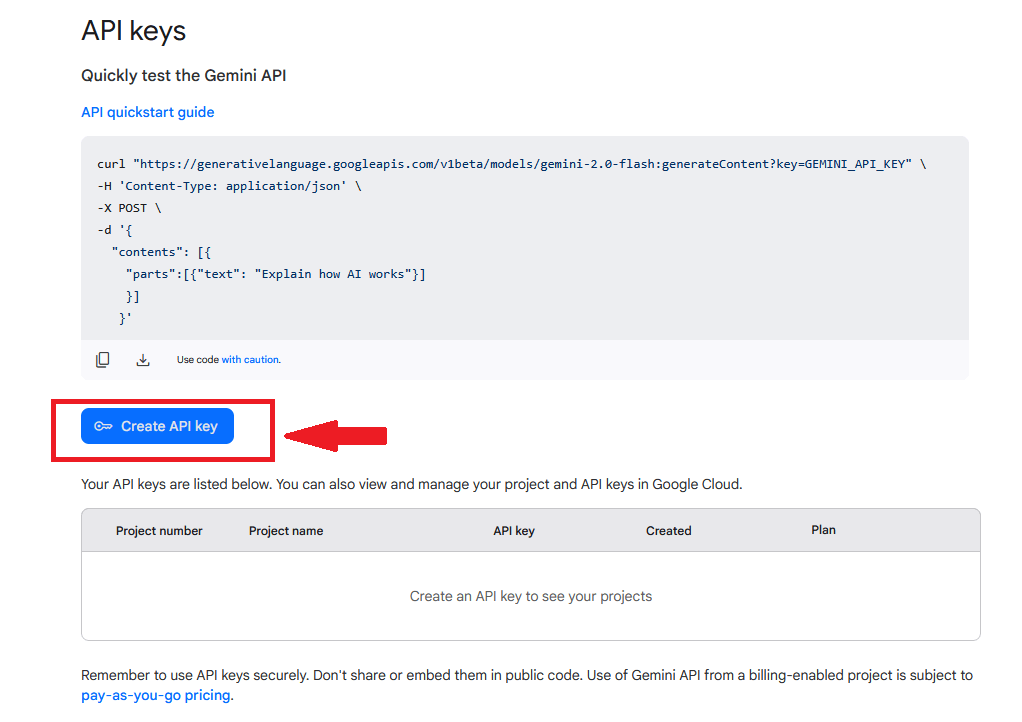 API keys
Quickly test the Gemini API
API quickstart guide
curl "https://generativelanguage.googleapis.com/v1beta/models/gemini-2.0-flash:generateContent?key=GEMINI_API_KEY" \
-H 'Content-Type: application/json' \
-X POST \
-d '{
"contents": [{
"parts":[{"text": "Explain how AI works"}]
}]
}'
Use code with caution.
Create API key
Your API keys are listed below. You can also view and manage your project and API keys in Google Cloud.
Project number Project name API key Created Plan
Create an API key to see your projects
Remember to use API keys securely. Don't share or embed them in public code. Use of Gemini API from a billing-enabled project is subject to
pay-as-you-go pricing.